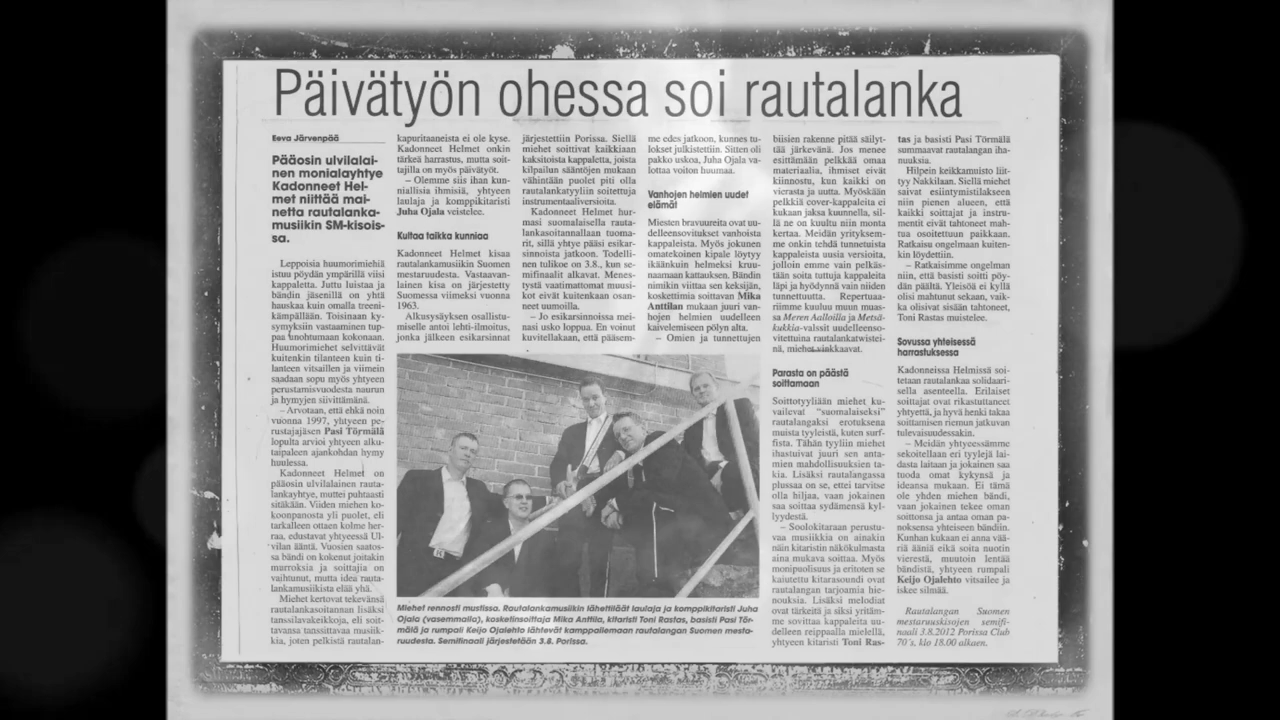 Päivätyön ohessa soi rautalanka
Eeva Järvenpää
Pääosin ulvilalai-
nen monialayhtye
Kadonneet Hel-
met niittää mai-
netta rautalanka-
musiikin SM-kisois-
sa.
Leppoisia huumorimiehiä
istuu pöydän ympärillä viisi
kappaletta. Juttu luistaa ja
bändin jäsenillä on yhtä
hauskaa kuin omalla treeni-
kämpällään. Toisinaan ky-
symyksiin vastaaminen tup-
paa unohtumaan kokonaan.
Huumorimiehet selvittävät
kuitenkin tilanteen kuin ti-
lanteen vitsaillen ja viimein
saadaan sopu myös yhtyeen
perustamisvuodesta naurun
ja hymyjen siivittämänä.
– Arvotaan, että ehkä noin
vuonna 1997, yhtyeen pe-
rustajajäsen Pasi Törmälä
lopulta arvioi yhtyeen alku-
taipaleen ajankohdan hymy
huulessa.
Kadonneet Helmet on
pääosin ulvilalainen rauta-
lankayhtye, muttei puhtaasti
sitäkään. Viiden miehen ko-
koonpanosta yli puolet, eli
tarkalleen ottaen kolme her-
raa, edustavat yhtyeessä Ul-
vilan ääntä. Vuosien saatos-
sa bändi on kokenut joitakin
murroksia ja soittajia on
vaihtunut, mutta idea rauta-
lankamusiikista elää yhä.
Miehet kertovat tekevänsä
rautalankasoitannan lisäksi
tanssilavakeikkoja, eli soit-
tavansa tanssittavaa musiik-
kia, joten pelkistä rautalan-
kapuritaaneista ei ole kyse.
Kadonneet Helmet onkin
tärkeä harrastus, mutta soit-
tajilla on myös päivätyöt.
– Olemme siis ihan kun-
niallisia ihmisiä, yhtyeen
laulaja ja komppikitaristi
Juha Ojala veistelee.
Kultaa taikka kunniaa
Kadonneet Helmet kisaa
rautalankamusiikin Suomen
mestaruudesta. Vastaavan-
lainen kisa on järjestetty
Suomessa viimeksi vuonna
1963.
Alkusysäyksen osallistu-
miselle antoi lehti-ilmoitus,
jonka jälkeen esikarsinnat
järjestettiin Porissa. Siellä
miehet soittivat kaikkiaan
kaksitoista kappaletta, joista
kilpailun sääntöjen mukaan
vähintään puolet piti olla
rautalankatyyliin soitettuja
instrumentaaliversioita.
Kadonneet Helmet hur-
masi suomalaisella rauta-
lankasoitannallaan tuoma-
rit, sillä yhtye pääsi esikar-
sinnoista jatkoon. Todelli-
nen tulikoe on 3.8., kun se-
mifinaalit alkavat. Menes-
tystä vaatimattomat muusi-
kot eivät kuitenkaan osan-
neet uumoilla.
– Jo esikarsinnoissa mei-
nasi usko loppua. En voinut
kuvitellakaan, että pääsem-
me edes jatkoon, kunnes tu-
lokset julkistettiin. Sitten oli
pakko uskoa, Juha Ojala va-
lottaa voiton huumaa.
Vanhojen helmien uudet
elämät
Miesten bravuureita ovat uu-
delleensovitukset vanhoista
kappaleista. Myös jokunen
omatekoinen kipale löytyy
ikäänkuin helmeksi kruu-
naamaan kattauksen. Bändin
nimikin viittaa sen keksijän,
koskettimia soittavan Mika
Anttilan mukaan juuri van-
hojen helmien uudelleen
kaivelemiseen pölyn alta.
– Omien ja tunnettujen
biisien rakenne pitää säilyt-
tää järkevänä. Jos menee
esittämään pelkkää omaa
materiaalia, ihmiset eivät
kiinnostu, kun kaikki on
vierasta ja uutta. Myöskään
pelkkiä cover-kappaleita ei
kukaan jaksa kuunnella, sil-
lä ne on kuultu niin monta
kertaa. Meidän yrityksem-
me onkin tehdä tunnetuista
kappaleista uusia versioita,
jolloin emme vain pelkäs-
tään soita tuttuja kappaleita
läpi ja hyödynnä vain niiden
tunnettuutta. Repertuaa-
riimme kuuluu muun muas-
sa Meren Aalloilla ja Metsä-
kukkia-valssit uudelleenso-
vitettuina rautalankatwistei-
nä, miehet vinkkaavat.
Parasta on päästä
soittamaan
Soittotyyliään miehet ku-
vailevat "suomalaiseksi"
rautalangaksi erotuksena
muista tyyleistä, kuten surf-
fista. Tähän tyyliin miehet
ihastuivat juuri sen anta-
mien mahdollisuuksien ta-
kia. Lisäksi rautalangassa
plussaa on se, ettei tarvitse
olla hiljaa, vaan jokainen
saa soittaa sydämensä kyl-
lyydestä.
– Soolokitaraan perustu-
vaa musiikkia on ainakin
näin kitaristin näkökulmasta
aina mukava soittaa. Myös
monipuolisuus ja eritoten se
kaiutettu kitarasoundi ovat
rautalangan tarjoamia hie-
nouksia. Lisäksi melodiat
ovat tärkeitä ja siksi yritäm-
me sovittaa kappaleita uu-
delleen reippaalla mielellä,
yhtyeen kitaristi Toni Ras-
tas ja basisti Pasi Törmälä
summaavat rautalangan iha-
nuuksia.
Hilpein keikkamuisto liit-
tyy Nakkilaan. Siellä miehet
saivat esiintymistilakseen
niin pienen alueen, että
kaikki soittajat ja instru-
mentit eivät tahtoneet mah-
tua osoitettuun paikkaan.
Ratkaisu ongelmaan kuiten-
kin löydettiin.
– Ratkaisimme ongelman
niin, että basisti soitti pöy-
dän päältä. Yleisöä ei kyllä
olisi mahtunut sekaan, vaik-
ka olisivat sisään tahtoneet,
Toni Rastas muistelee.
Sovussa yhteisessä
harrastuksessa
Kadonneissa Helmissä soi-
tetaan rautalankaa solidaari-
sella asenteella. Erilaiset
soittajat ovat rikastuttaneet
yhtyettä, ja hyvä henki takaa
soittamisen riemun jatkuvan
tulevaisuudessakin.
– Meidän yhtyeessämme
sekoitellaan eri tyylejä lai-
dasta laitaan ja jokainen saa
tuoda omat kykynsä ja
ideansa mukaan. Ei tämä
ole yhden miehen bändi,
vaan jokainen tekee oman
soittonsa ja antaa oman pa-
noksensa yhteiseen bändiin.
Kunhan kukaan ei anna vää-
riä ääniä eikä soita nuotin
vierestä, muutoin lentää
bändistä, yhtyeen rumpali
Keijo Ojalehto vitsailee ja
iskee silmää.
Rautalangan Suomen
mestaruuskisojen semifi-
naali 3.8.2012 Porissa Club
70's, klo 18.00 alkaen.
Miehet rennosti mustissa. Rautalankamusiikin lähettiläät laulaja ja komppikitaristi Juha
Ojala (vasemmalla), kosketinsoittaja Mika Anttila, kitaristi Toni Rastas, basisti Pasi Tör-
mälä ja rumpali Keijo Ojalehto lähtevät kamppailemaan rautalangan Suomen mesta-
ruudesta. Semifinaali järjestetään 3.8. Porissa.